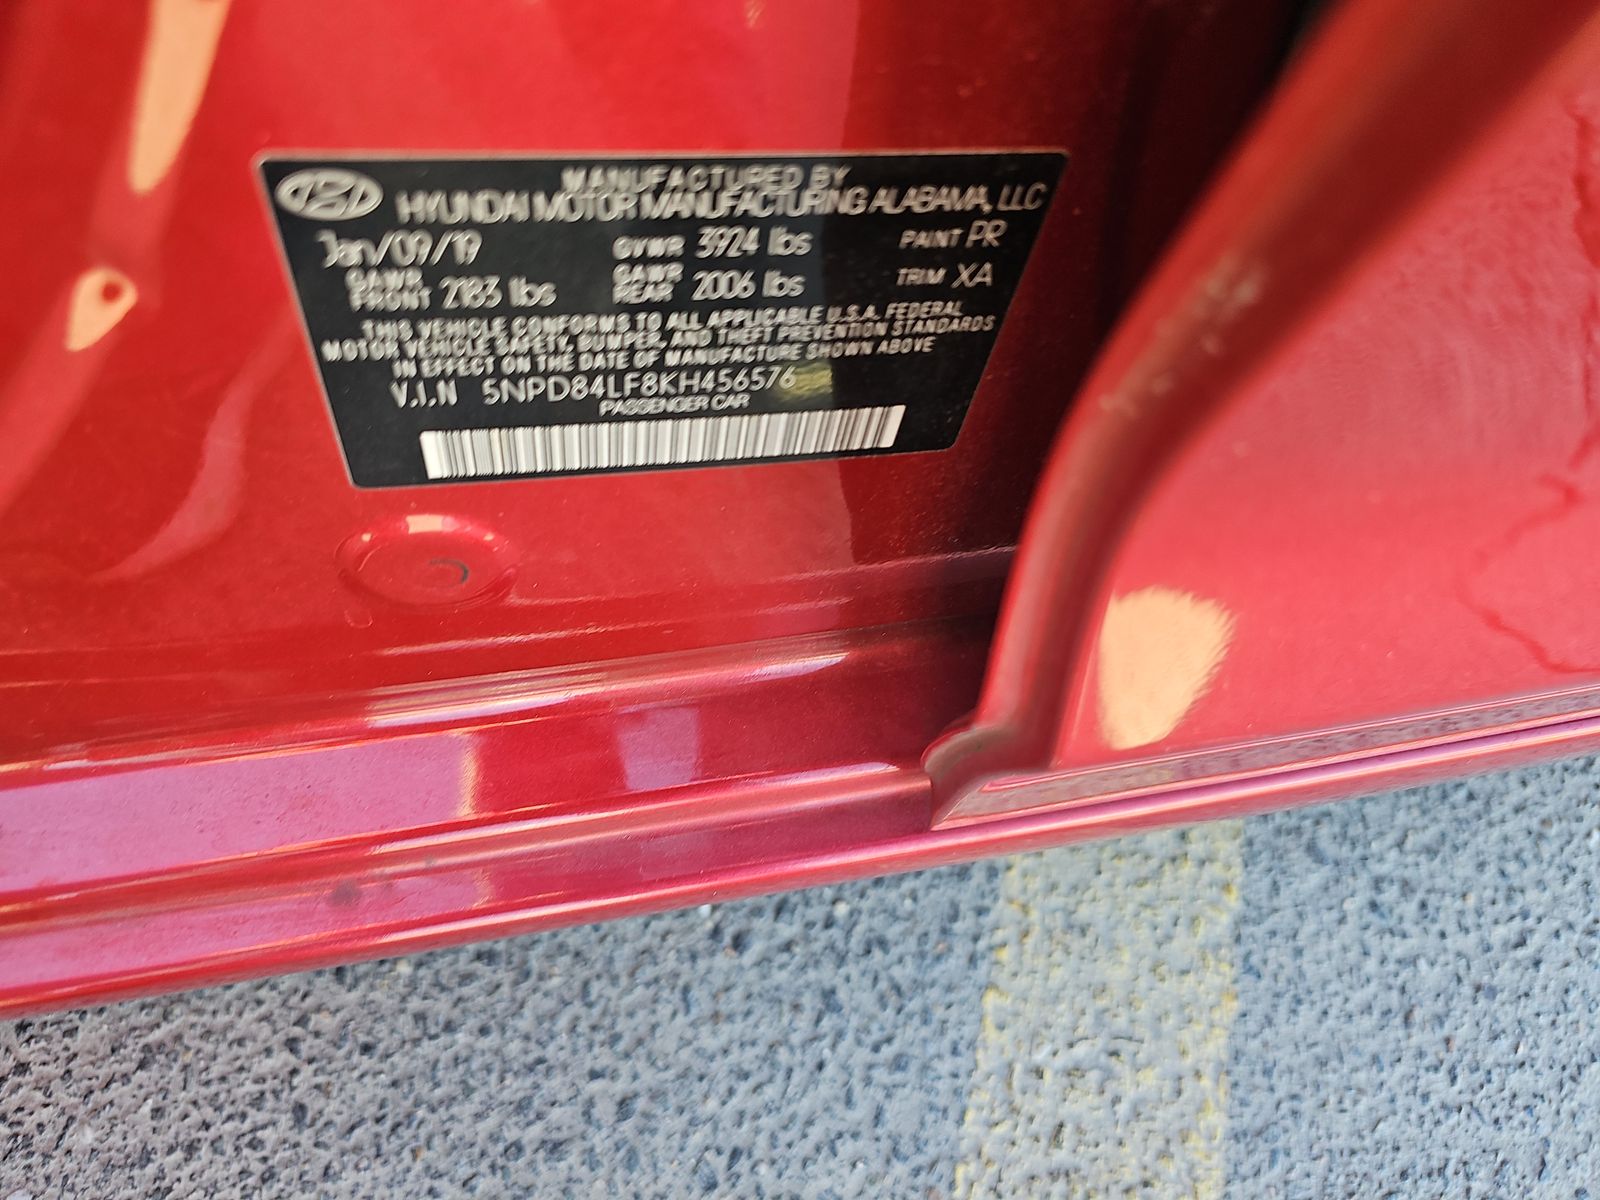 MANUFACTURED BY
HYUNDAI MOTOR MANUFACTURING ALABAMA, LLC
Jan/09/19 GVWR 3924 lbs PAINT PR
GAWR FRONT 2183 lbs GAWR REAR 2006 lbs TRIM XA
THIS VEHICLE CONFORMS TO ALL APPLICABLE U.S.A. FEDERAL
MOTOR VEHICLE SAFETY, BUMPER, AND THEFT PREVENTION STANDARDS
IN EFFECT ON THE DATE OF MANUFACTURE SHOWN ABOVE
V.I.N 5NPD84LF8KH456576
PASSENGER CAR